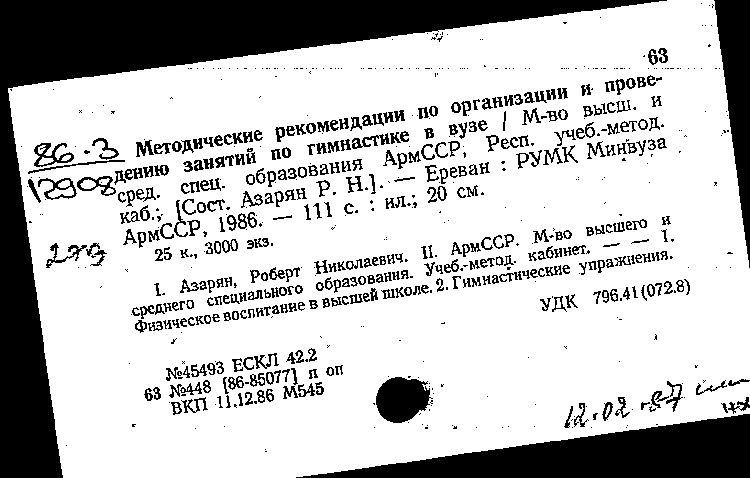 63
86-3
12908
Методические рекомендации по организации и прове-
дению занятий по гимнастике в вузе / М-во высш. и
сред. спец. образования АрмССР, Респ. учеб.-метод.
каб.; [Сост. Азарян Р. Н.]. — Ереван : РУМК Минвуза
АрмССР, 1986. — 111 с. : ил.; 20 см.
25 к., 3000 экз.
I. Азарян, Роберт Николаевич. II. АрмССР. М-во высшего и
среднего специального образования. Учеб.-метод. кабинет. — — 1.
Физическое воспитание в высшей школе. 2. Гимнастические упражнения.
УДК 796.41(072.8)
№45493 ЕСКЛ 42.2
63 №448 [86-85077] п оп
ВКП 11.12.86 М545
12.02.87